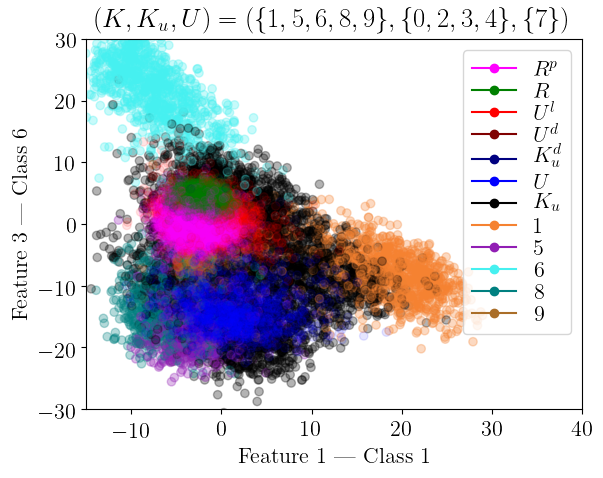 (K, K_u, U) = ({1, 5, 6, 8, 9}, {0, 2, 3, 4}, {7})
30
20
10
0
−10
−20
−30
Feature 3 — Class 6
R^p
R
U^l
U^d
K_u^d
U
K_u
1
5
6
8
9
−10
0
10
20
30
40
Feature 1 — Class 1